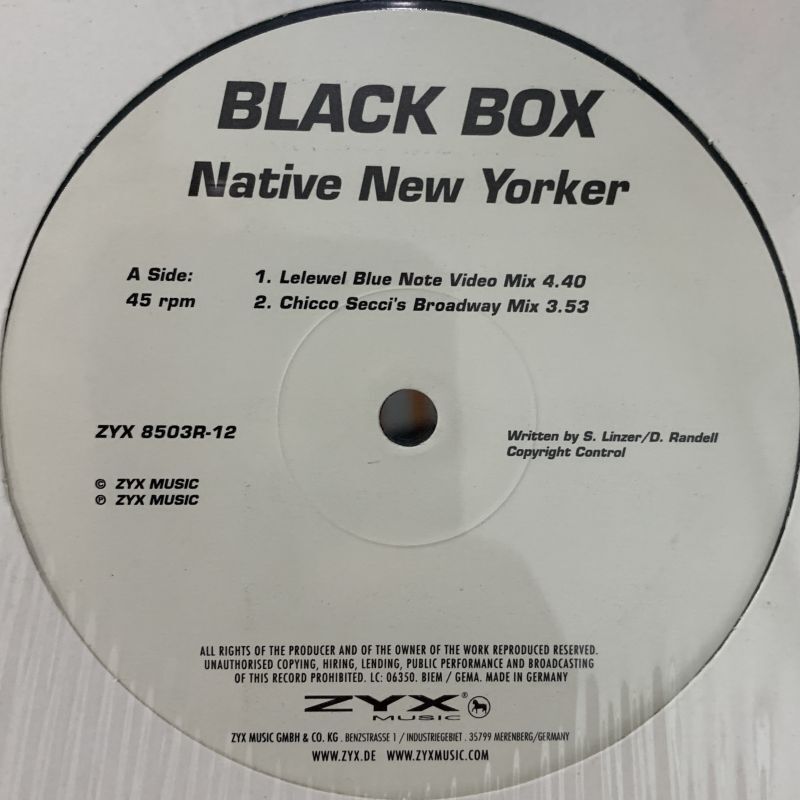 BLACK BOX
Native New Yorker
A Side: 1. Lelewel Blue Note Video Mix 4.40
45 rpm 2. Chicco Secci's Broadway Mix 3.53
ZYX 8503R-12
Written by S. Linzer/D. Randell
Copyright Control
© ZYX MUSIC
℗ ZYX MUSIC
ALL RIGHTS OF THE PRODUCER AND OF THE OWNER OF THE WORK REPRODUCED RESERVED.
UNAUTHORISED COPYING, HIRING, LENDING, PUBLIC PERFORMANCE AND BROADCASTING
OF THIS RECORD PROHIBITED. LC: 06350. BIEM / GEMA. MADE IN GERMANY
ZYX®
MUSIC
ZYX MUSIC GMBH & CO. KG . BENZSTRASSE 1 / INDUSTRIEGEBIET . 35799 MERENBERG/GERMANY
WWW.ZYX.DE WWW.ZYXMUSIC.COM